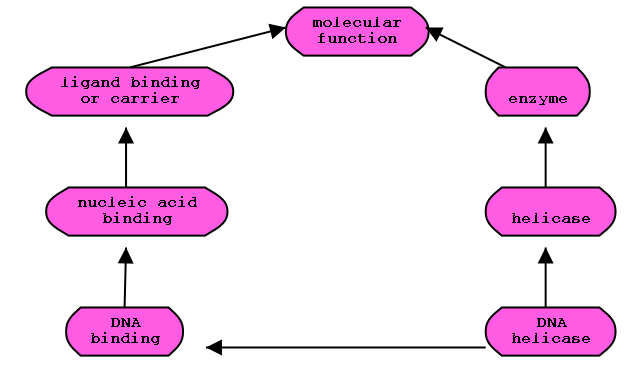 molecular
function
ligand binding
or carrier
enzyme
nucleic acid
binding
helicase
DNA
binding
DNA
helicase